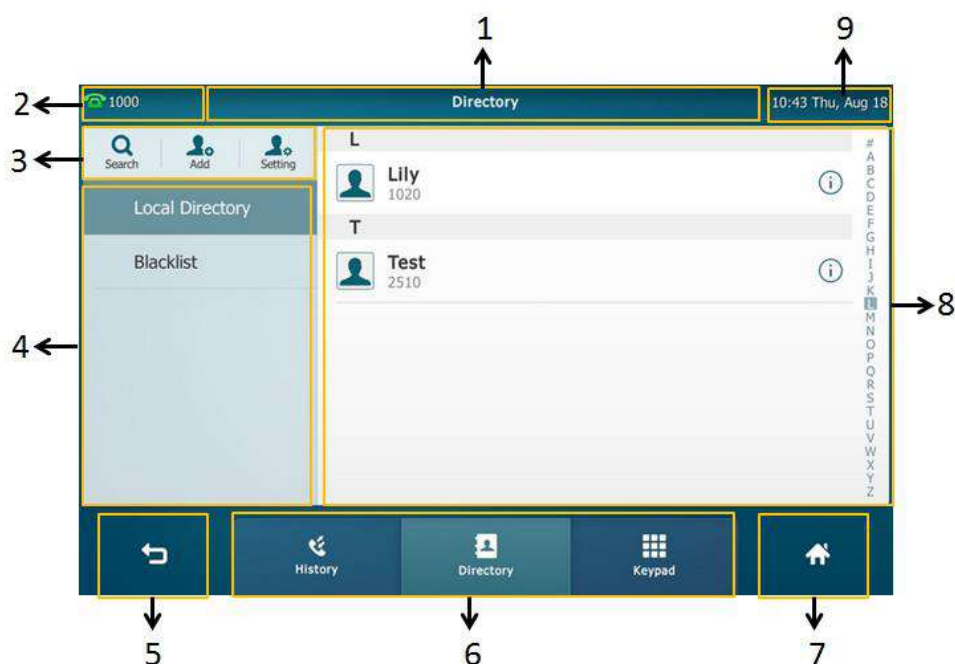 1
9
2
1000
Directory
10:43 Thu, Aug 18
3
Search
Add
Setting
4
Local Directory
Blacklist
L
Lily
1020
T
Test
2510
#
A
B
C
D
E
F
G
H
I
J
K
L
M
N
O
P
Q
R
S
T
U
V
W
X
Y
Z
8
History
Directory
Keypad
5
6
7